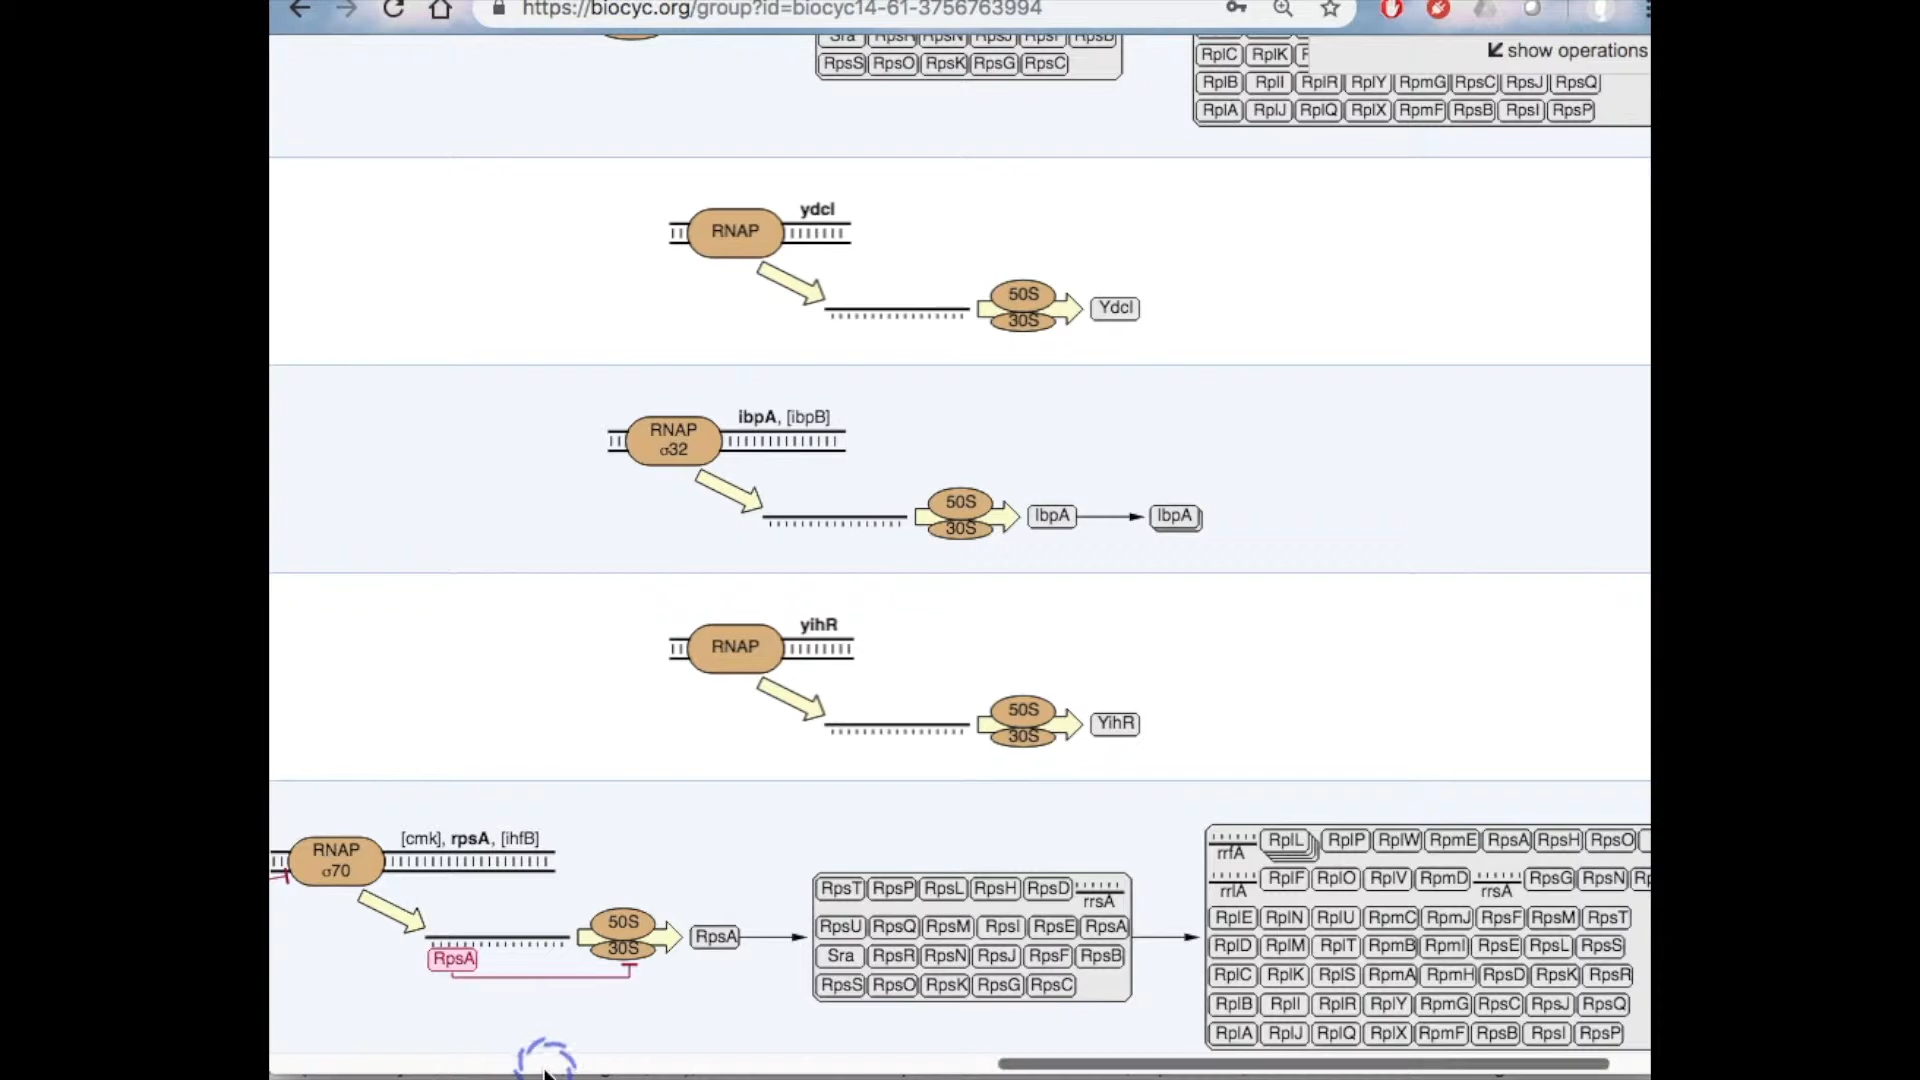 https://biocyc.org/group?id=biocyc14-61-3756763994
show operations
Sra RpsR RpsN RpsJ RpsF RpsB
RpsS RpsO RpsK RpsG RpsC
RplC RplK
RplB RplI RplR RplY RpmG RpsC RpsJ RpsQ
RplA RplJ RplQ RplX RpmF RpsB RpsI RpsP
ydcI
RNAP
50S
30S
YdcI
ibpA, [ibpB]
RNAP
σ32
50S
30S
IbpA IbpA
yihR
RNAP
50S
30S
YihR
[cmk], rpsA, [ihfB]
RNAP
σ70
50S
30S
RpsA
RpsA
RpsT RpsP RpsL RpsH RpsD rrsA
RpsU RpsQ RpsM RpsI RpsE RpsA
Sra RpsR RpsN RpsJ RpsF RpsB
RpsS RpsO RpsK RpsG RpsC
rrfA RplL RplP RplW RpmE RpsA RpsH RpsO
rrlA RplF RplO RplV RpmD rrsA RpsG RpsN
RplE RplN RplU RpmC RpmJ RpsF RpsM RpsT
RplD RplM RplT RpmB RpmI RpsE RpsL RpsS
RplC RplK RplS RpmA RpmH RpsD RpsK RpsR
RplB RplI RplR RplY RpmG RpsC RpsJ RpsQ
RplA RplJ RplQ RplX RpmF RpsB RpsI RpsP